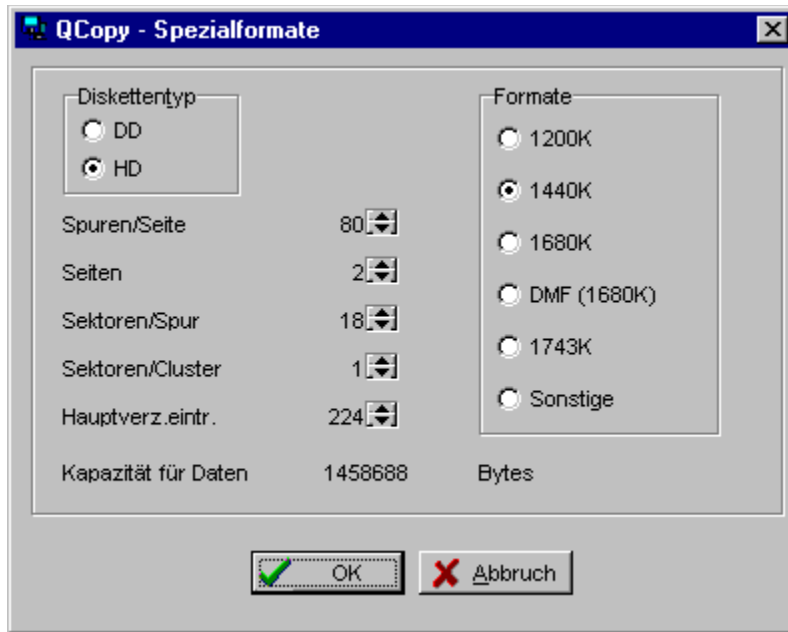 QCopy - Spezialformate
Diskettentyp
DD
HD
Spuren/Seite 80
Seiten 2
Sektoren/Spur 18
Sektoren/Cluster 1
Hauptverz.eintr. 224
Kapazität für Daten 1458688 Bytes
Formate
1200K
1440K
1680K
DMF (1680K)
1743K
Sonstige
OK
Abbruch